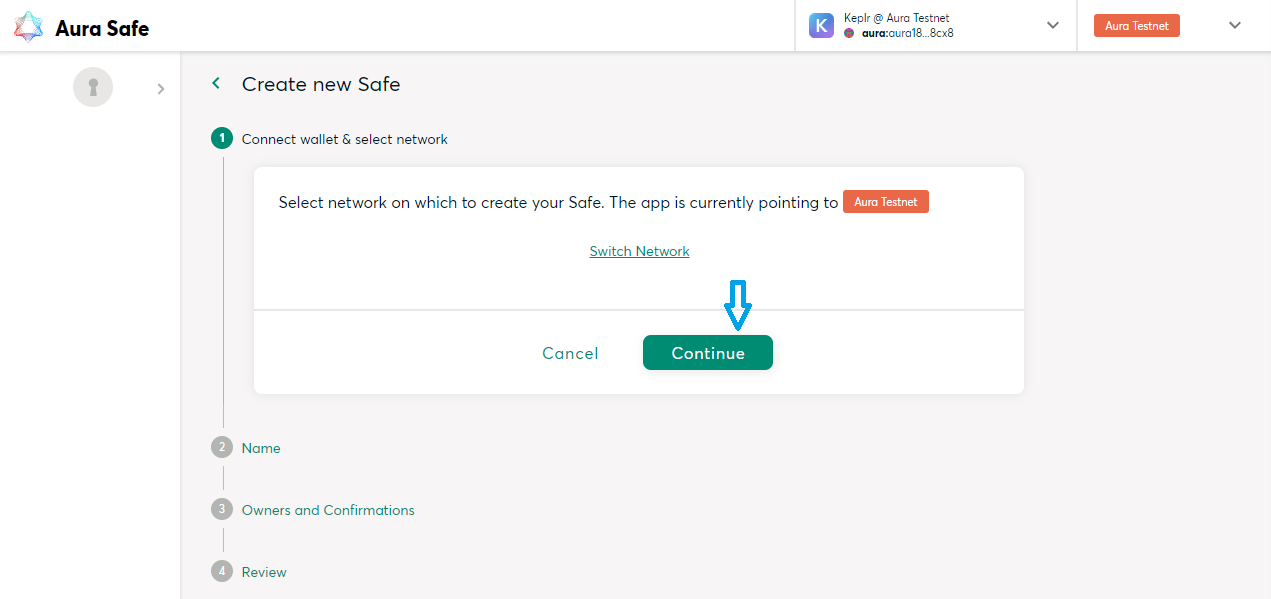 Aura Safe
K
Keplr @ Aura Testnet
aura:aura18...8cx8
Aura Testnet
Create new Safe
1 Connect wallet & select network
Select network on which to create your Safe. The app is currently pointing to Aura Testnet
Switch Network
Cancel
Continue
2 Name
3 Owners and Confirmations
4 Review